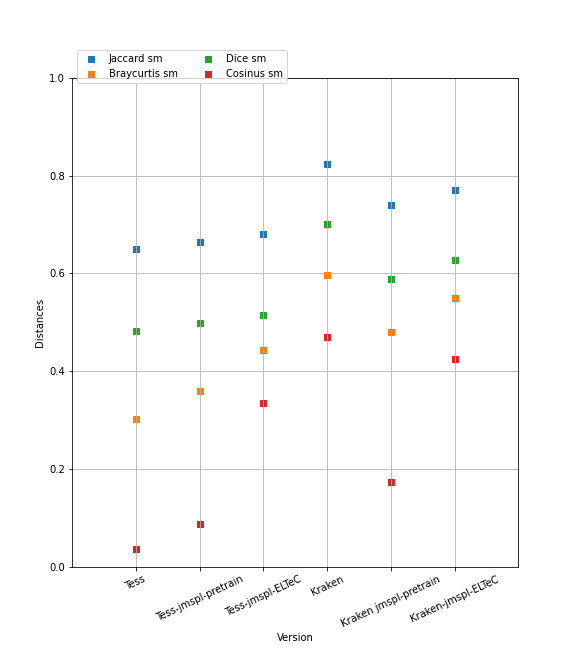 Jaccard sm
Braycurtis sm
Dice sm
Cosinus sm
1.0
0.8
0.6
0.4
0.2
0.0
Distances
Tess
Tess-jmspl-pretrain
Tess-jmspl-ELTeC
Kraken
Kraken jmspl-pretrain
Kraken-jmspl-ELTeC
Version